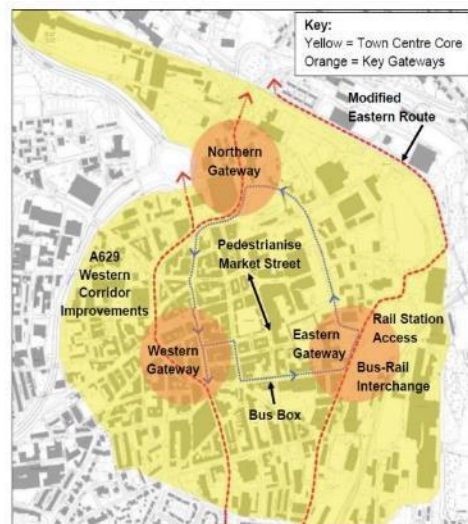 Key:
Yellow = Town Centre Core
Orange = Key Gateways
Modified
Eastern Route
Northern
Gateway
A629
Western
Corridor
Improvements
Pedestrianise
Market Street
Western
Gateway
Eastern
Gateway
Rail Station
Access
Bus-Rail
Interchange
Bus Box